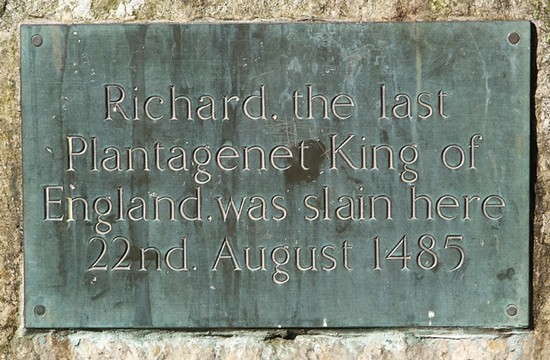 Richard. the last
Plantagenet King of
England.was slain here
22nd. August 1485